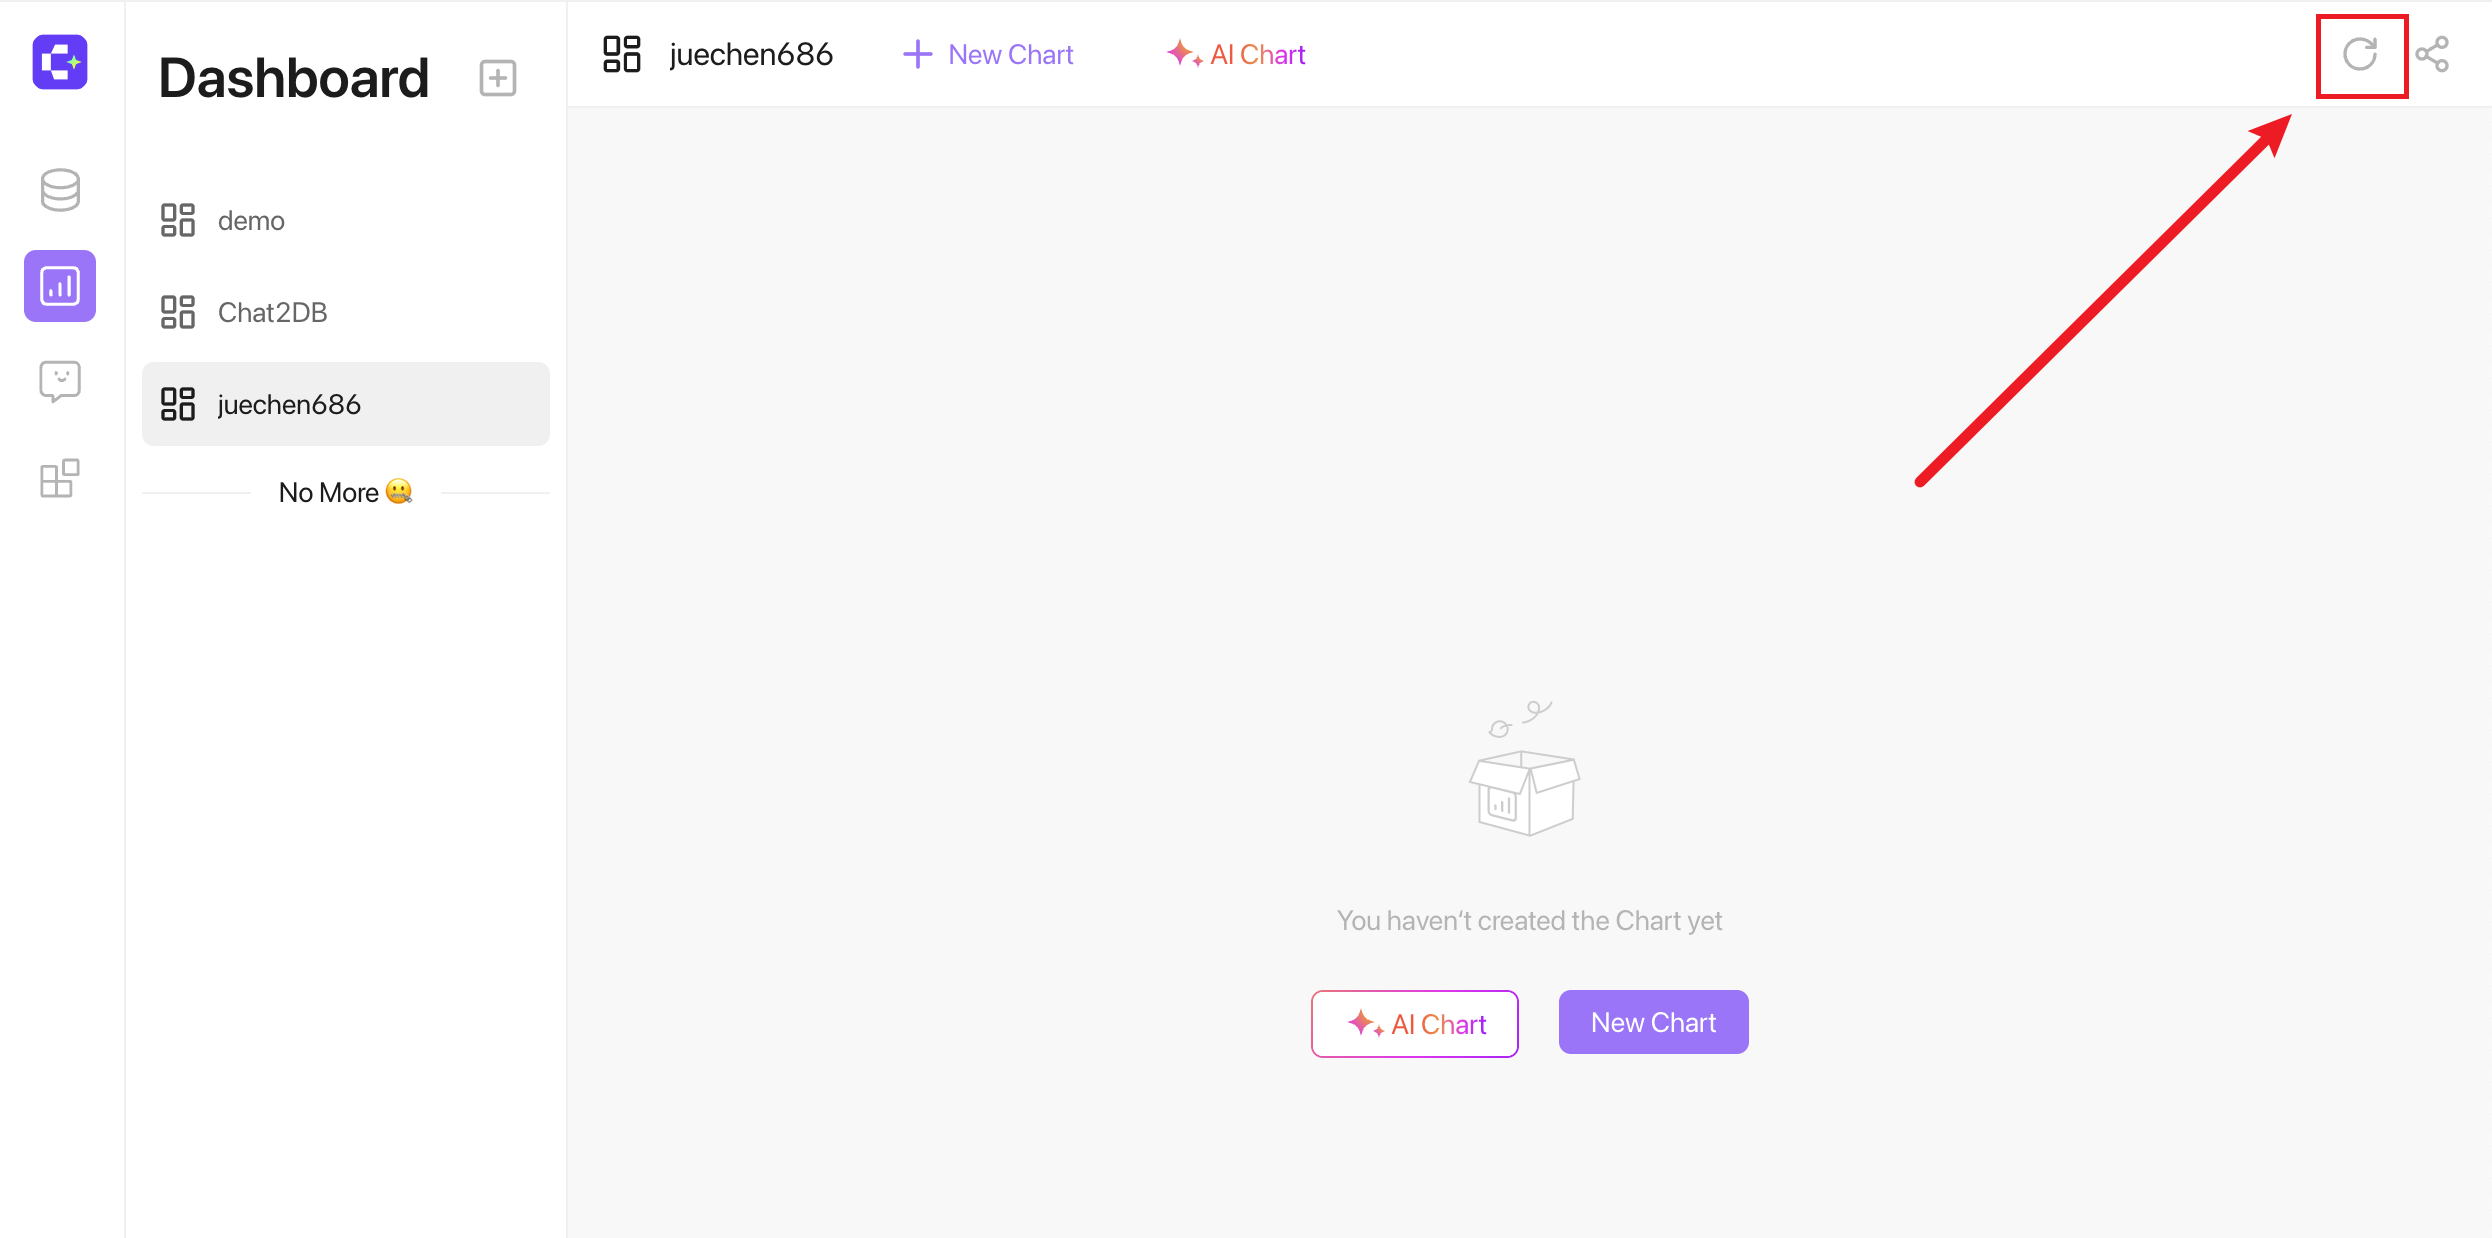 Dashboard
demo
Chat2DB
juechen686
No More 🤐
juechen686
New Chart
AI Chart
You haven‘t created the Chart yet
AI Chart
New Chart